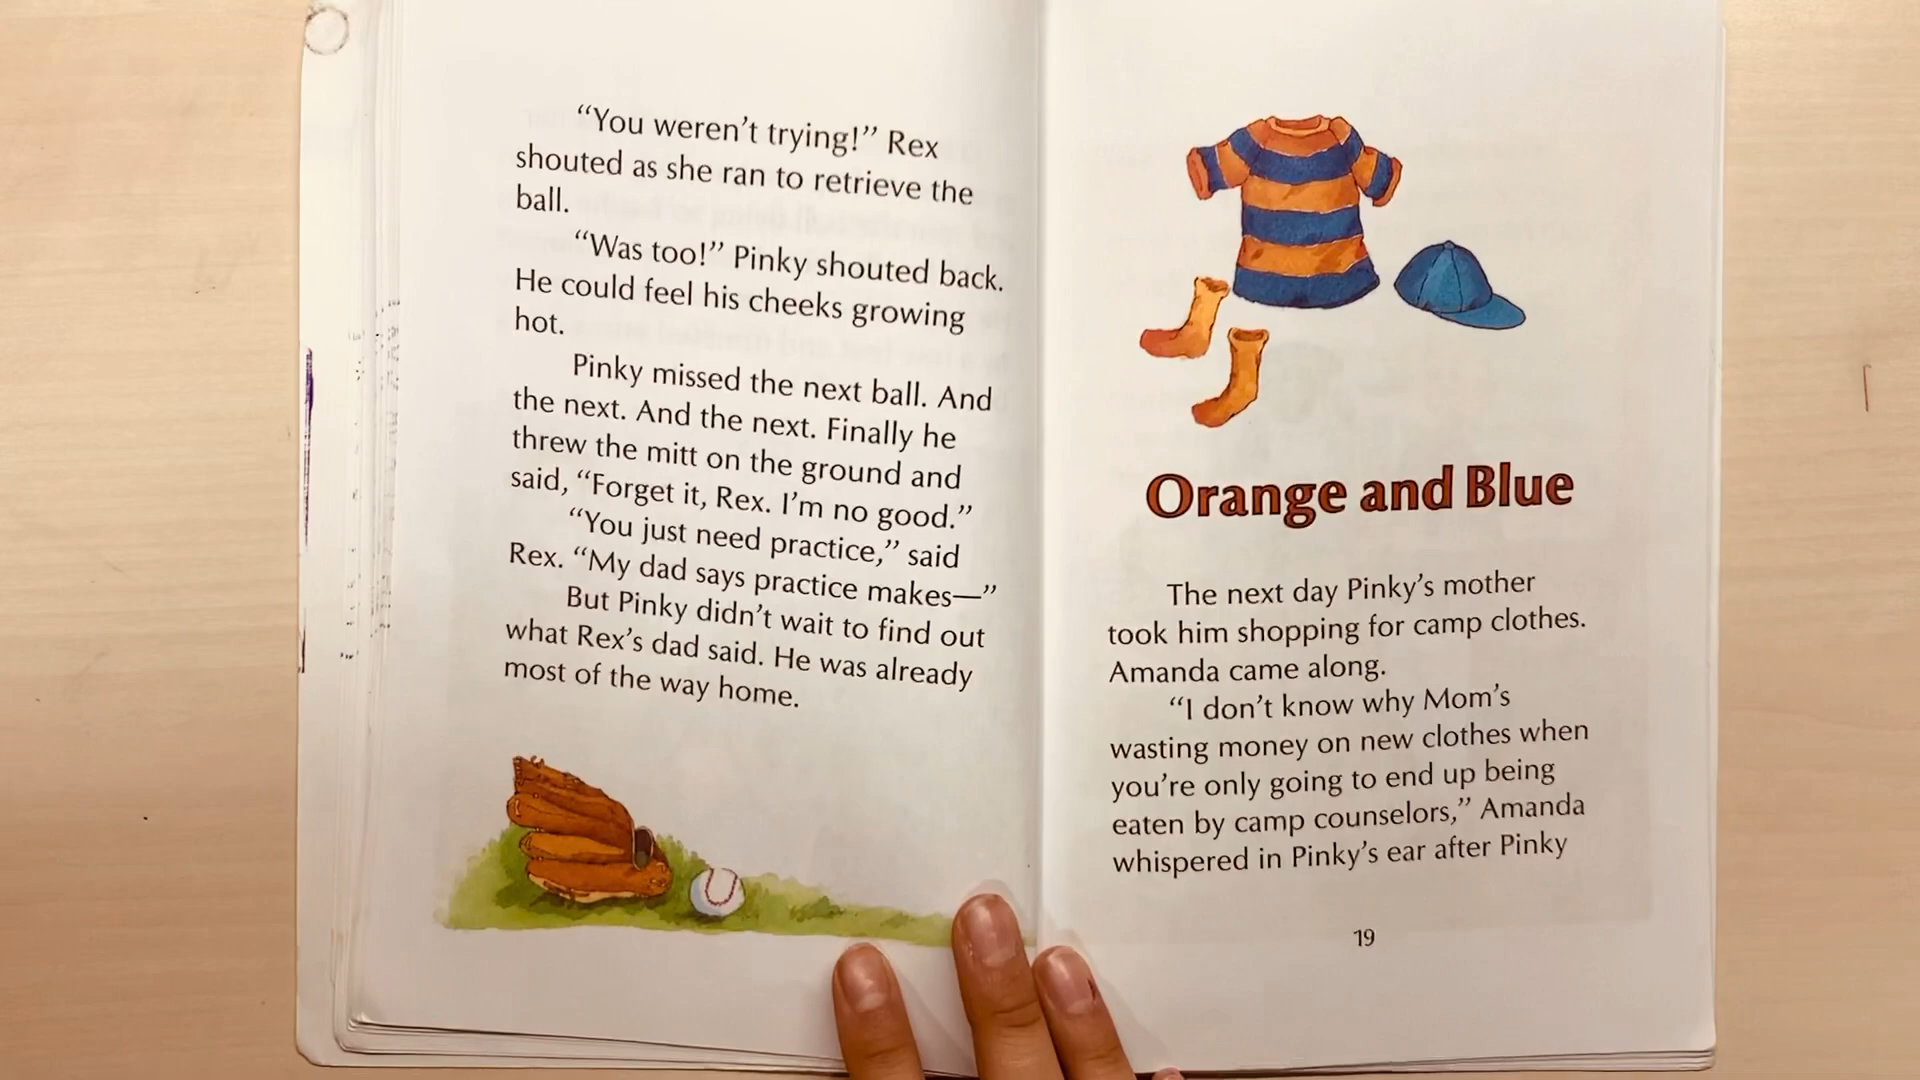 “You weren’t trying!” Rex
shouted as she ran to retrieve the
ball.
“Was too!” Pinky shouted back.
He could feel his cheeks growing
hot.
Pinky missed the next ball. And
the next. And the next. Finally he
threw the mitt on the ground and
said, “Forget it, Rex. I’m no good.”
“You just need practice,” said
Rex. “My dad says practice makes—”
But Pinky didn’t wait to find out
what Rex’s dad said. He was already
most of the way home.
Orange and Blue
The next day Pinky’s mother
took him shopping for camp clothes.
Amanda came along.
“I don’t know why Mom’s
wasting money on new clothes when
you’re only going to end up being
eaten by camp counselors,” Amanda
whispered in Pinky’s ear after Pinky
19